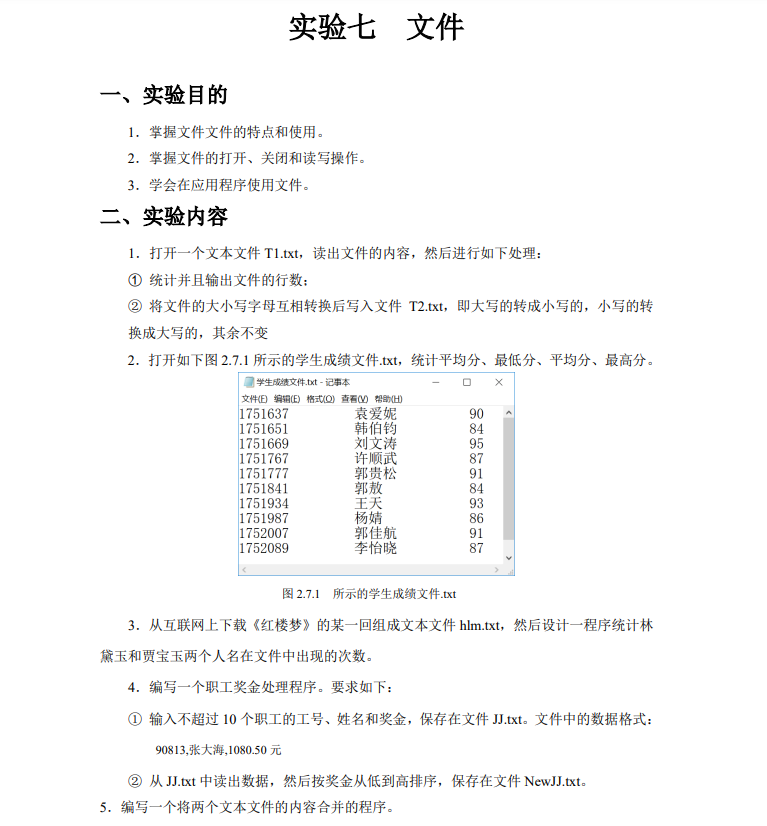 实验七 文件
一、实验目的
1．掌握文件文件的特点和使用。
2．掌握文件的打开、关闭和读写操作。
3．学会在应用程序使用文件。
二、实验内容
1．打开一个文本文件 T1.txt，读出文件的内容，然后进行如下处理：
① 统计并且输出文件的行数；
② 将文件的大小写字母互相转换后写入文件 T2.txt，即大写的转成小写的，小写的转
换成大写的，其余不变
2．打开如下图 2.7.1 所示的学生成绩文件.txt，统计平均分、最低分、平均分、最高分。
学生成绩文件.txt - 记事本
文件(F) 编辑(E) 格式(O) 查看(V) 帮助(H)
1751637 袁爱妮 90
1751651 韩伯钧 84
1751669 刘文涛 95
1751767 许顺武 87
1751777 郭贵松 91
1751841 郭敖 84
1751934 王天 93
1751987 杨婧 86
1752007 郭佳航 91
1752089 李怡晓 87
图 2.7.1 所示的学生成绩文件.txt
3．从互联网上下载《红楼梦》的某一回组成文本文件 hlm.txt，然后设计一程序统计林
黛玉和贾宝玉两个人名在文件中出现的次数。
4．编写一个职工奖金处理程序。要求如下：
① 输入不超过 10 个职工的工号、姓名和奖金，保存在文件 JJ.txt。文件中的数据格式：
90813,张大海,1080.50 元
② 从 JJ.txt 中读出数据，然后按奖金从低到高排序，保存在文件 NewJJ.txt。
5．编写一个将两个文本文件的内容合并的程序。